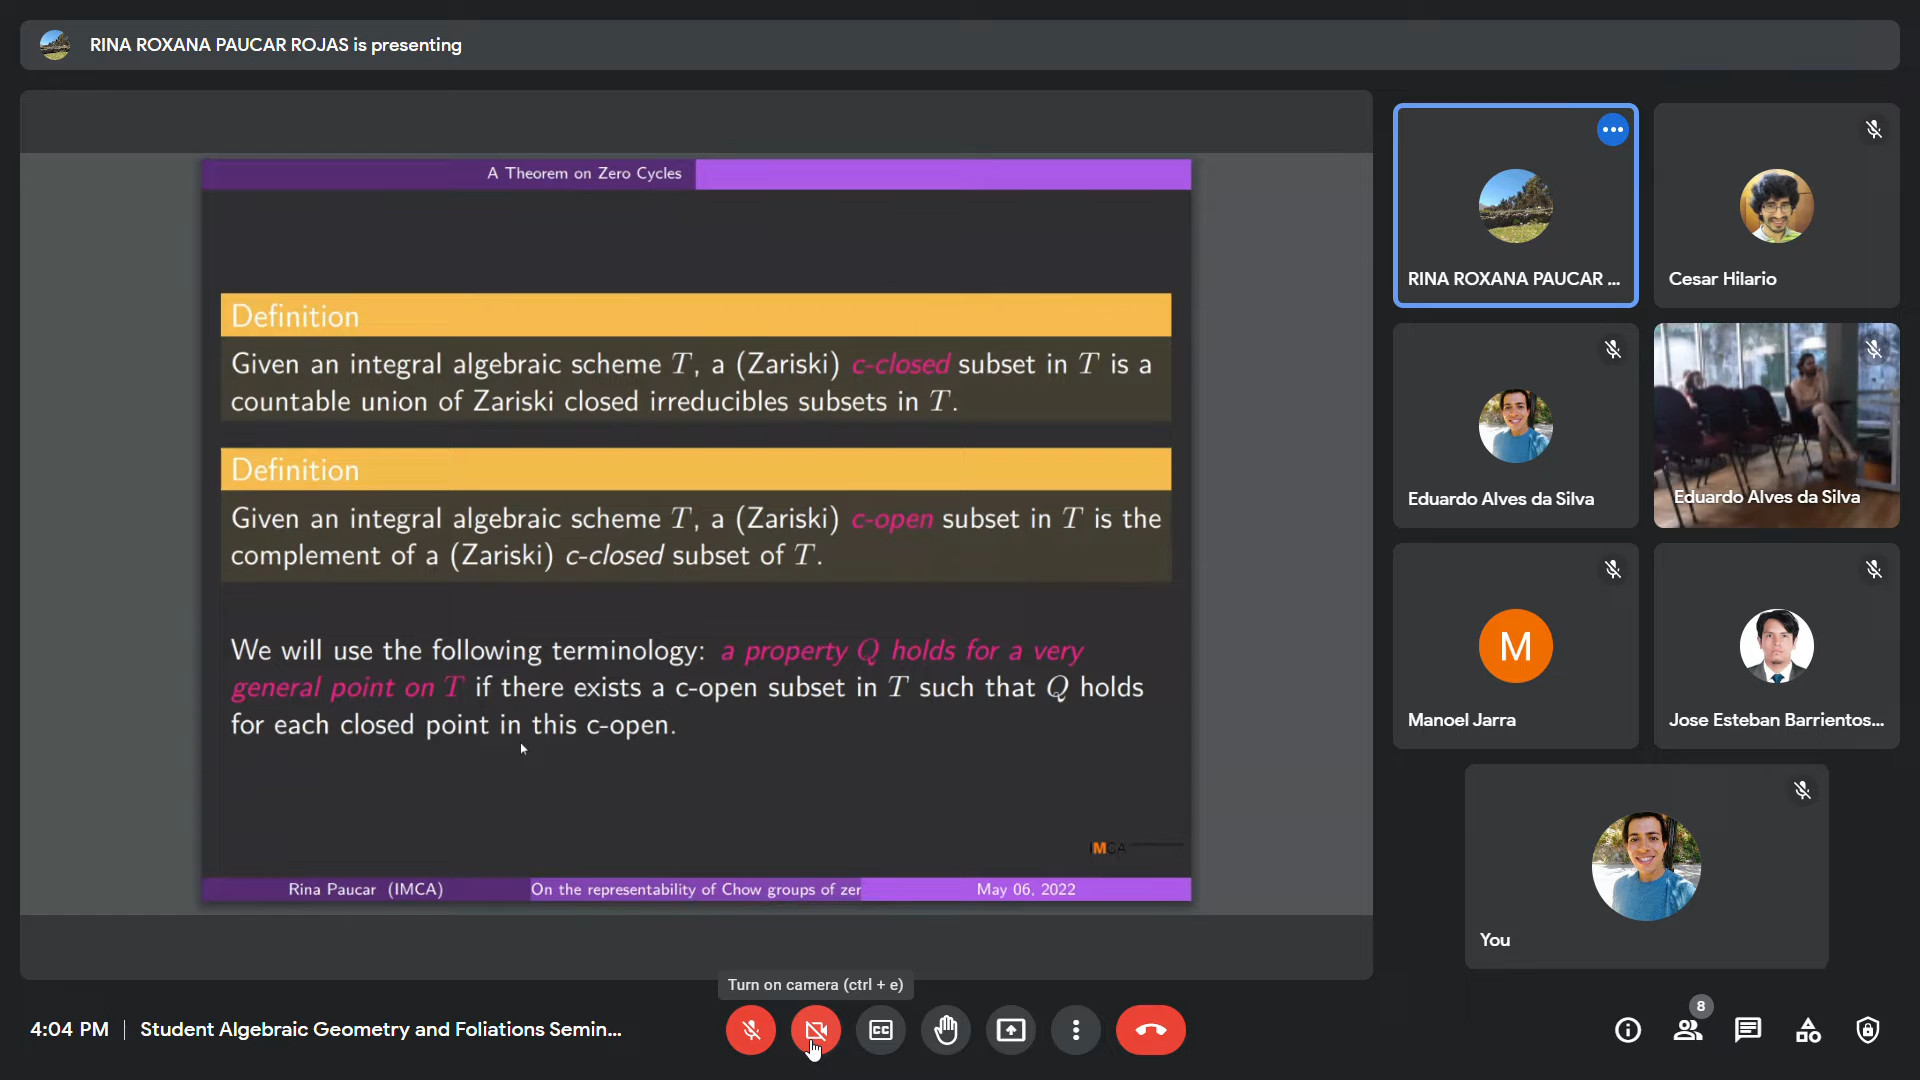 RINA ROXANA PAUCAR ROJAS is presenting
A Theorem on Zero Cycles
Definition
Given an integral algebraic scheme T, a (Zariski) c-closed subset in T is a
countable union of Zariski closed irreducibles subsets in T.
Definition
Given an integral algebraic scheme T, a (Zariski) c-open subset in T is the
complement of a (Zariski) c-closed subset of T.
We will use the following terminology: a property Q holds for a very
general point on T if there exists a c-open subset in T such that Q holds
for each closed point in this c-open.
IMCA
Rina Paucar (IMCA)
On the representability of Chow groups of zer
May 06, 2022
RINA ROXANA PAUCAR ...
Cesar Hilario
Eduardo Alves da Silva
Eduardo Alves da Silva
M
Manoel Jarra
Jose Esteban Barrientos...
You
Turn on camera (ctrl + e)
4:04 PM
Student Algebraic Geometry and Foliations Semin...
CC
8